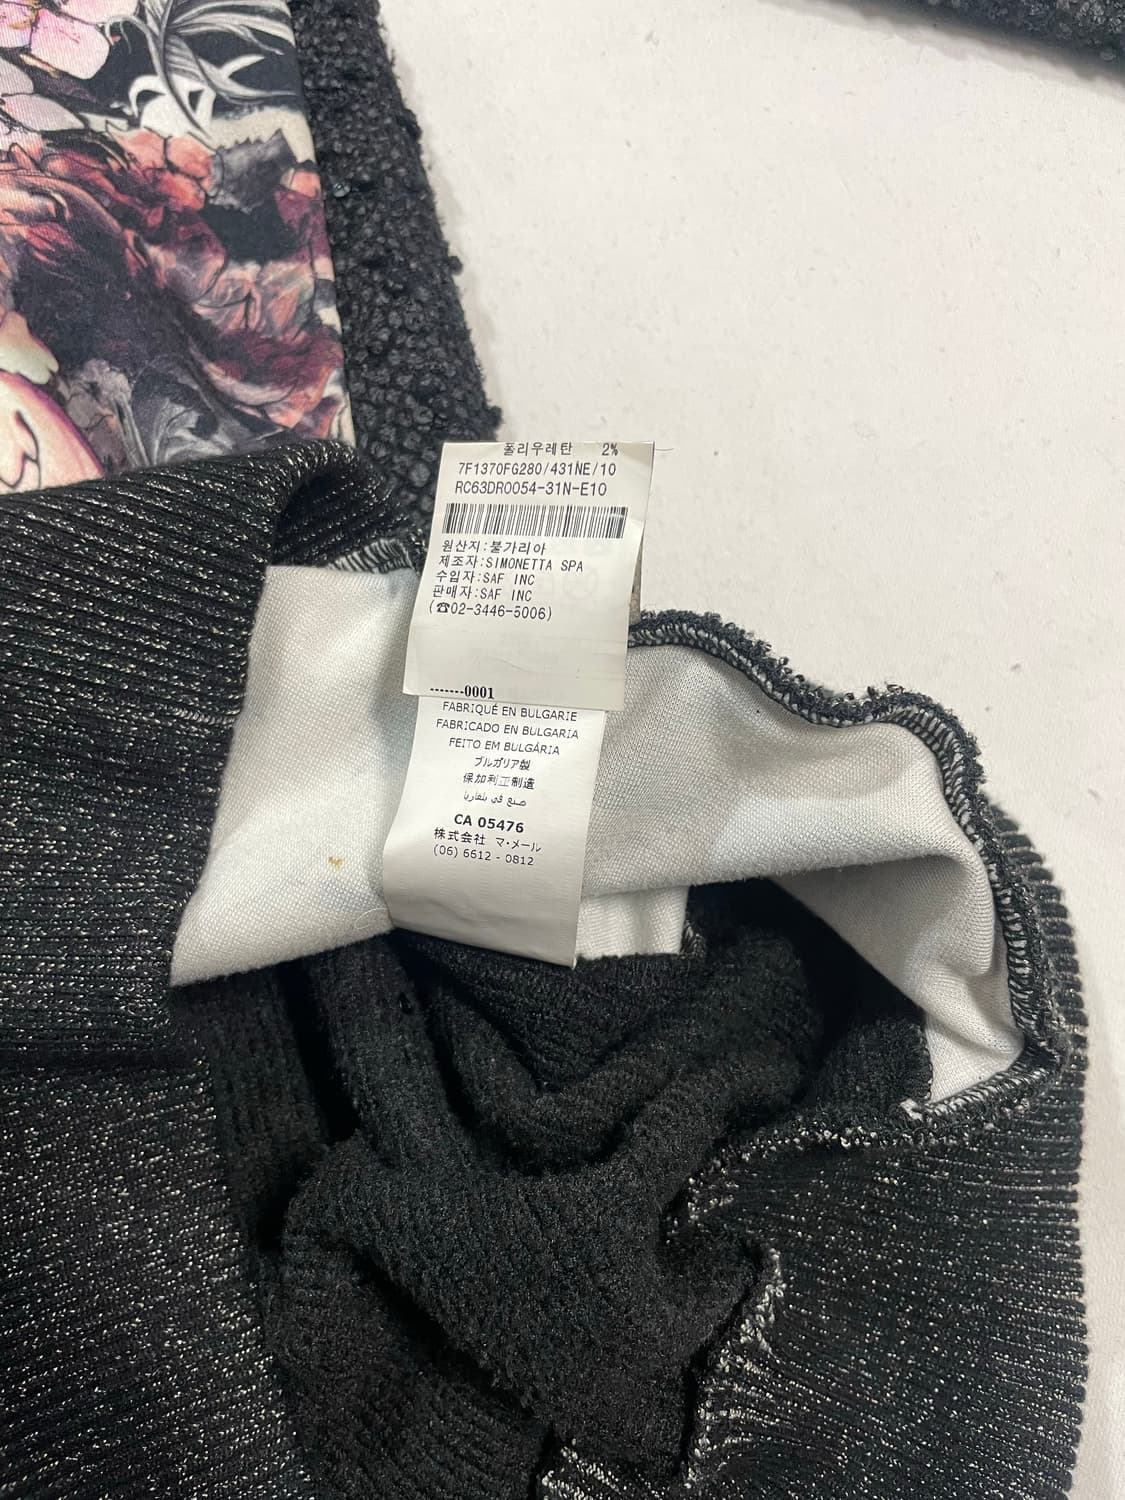 폴리우레탄 2%
7F1370FG280/431NE/10
RC63DR0054-31N-E10
원산지:불가리아
제조자:SIMONETTA SPA
수입자:SAF INC
판매자:SAF INC
(☎02-3446-5006)
-------0001
FABRIQUÉ EN BULGARIE
FABRICADO EN BULGARIA
FEITO EM BULGÁRIA
ブルガリア製
保加利亚制造
صنع في بلغاريا
CA 05476
株式会社 マ・メール
(06) 6612 - 0812